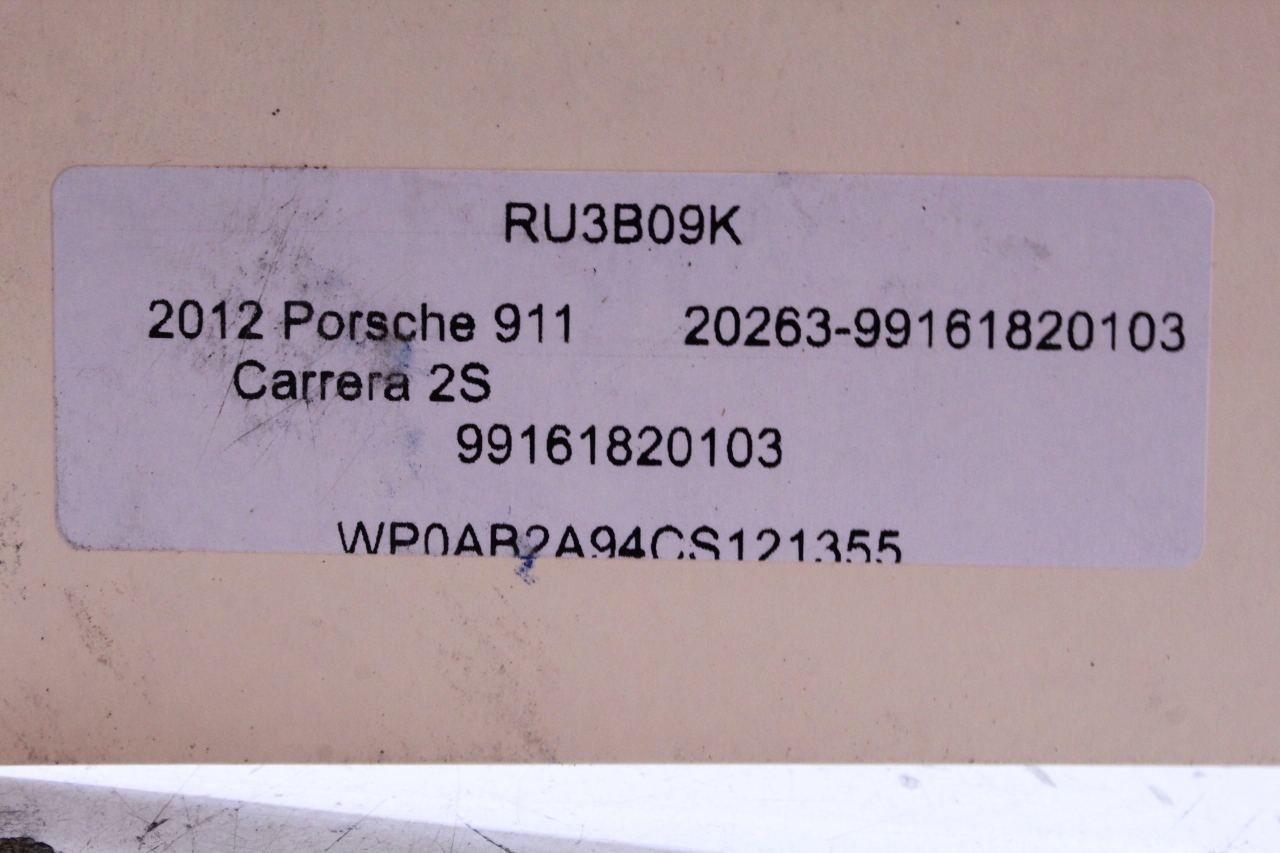 RU3B09K
2012 Porsche 911 20263-99161820103
Carrera 2S
99161820103
WP0AB2A94CS121355